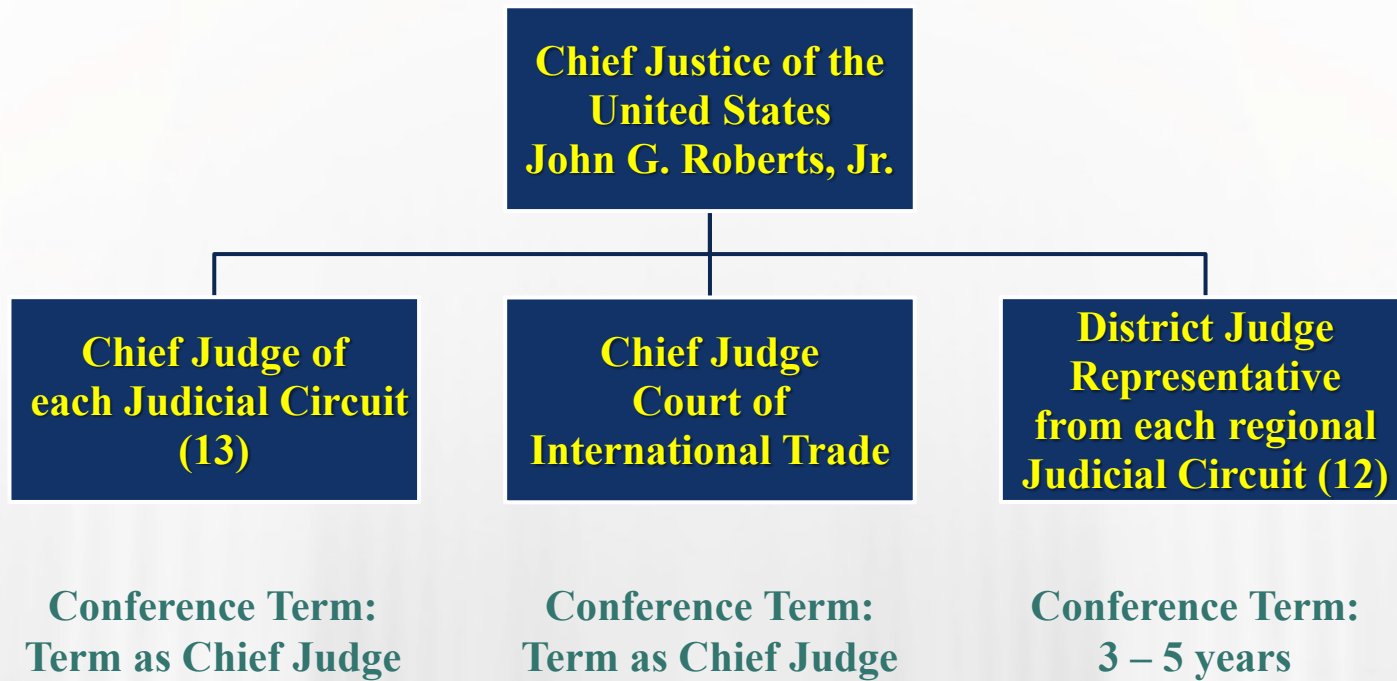 Chief Justice of the
United States
John G. Roberts, Jr.
Chief Judge of
each Judicial Circuit
(13)
Chief Judge
Court of
International Trade
District Judge
Representative
from each regional
Judicial Circuit (12)
Conference Term:
Term as Chief Judge
Conference Term:
Term as Chief Judge
Conference Term:
3 – 5 years